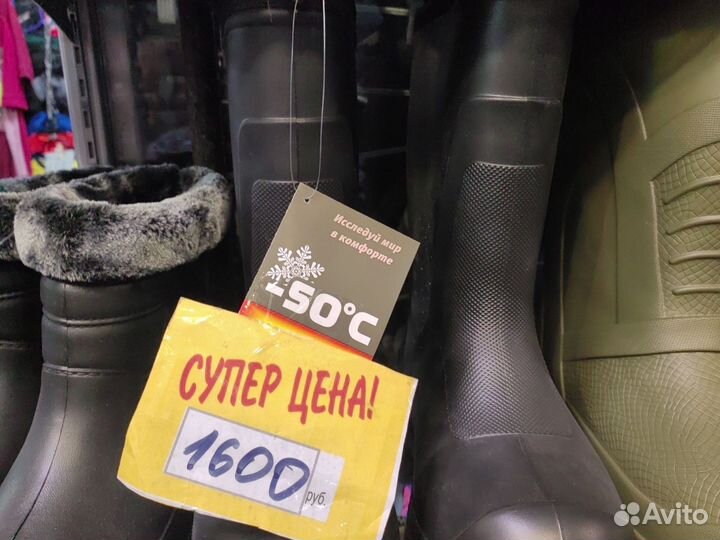 Исследуй мир
в комфорте
-50°C
СУПЕР ЦЕНА!
1600
руб.
Avito